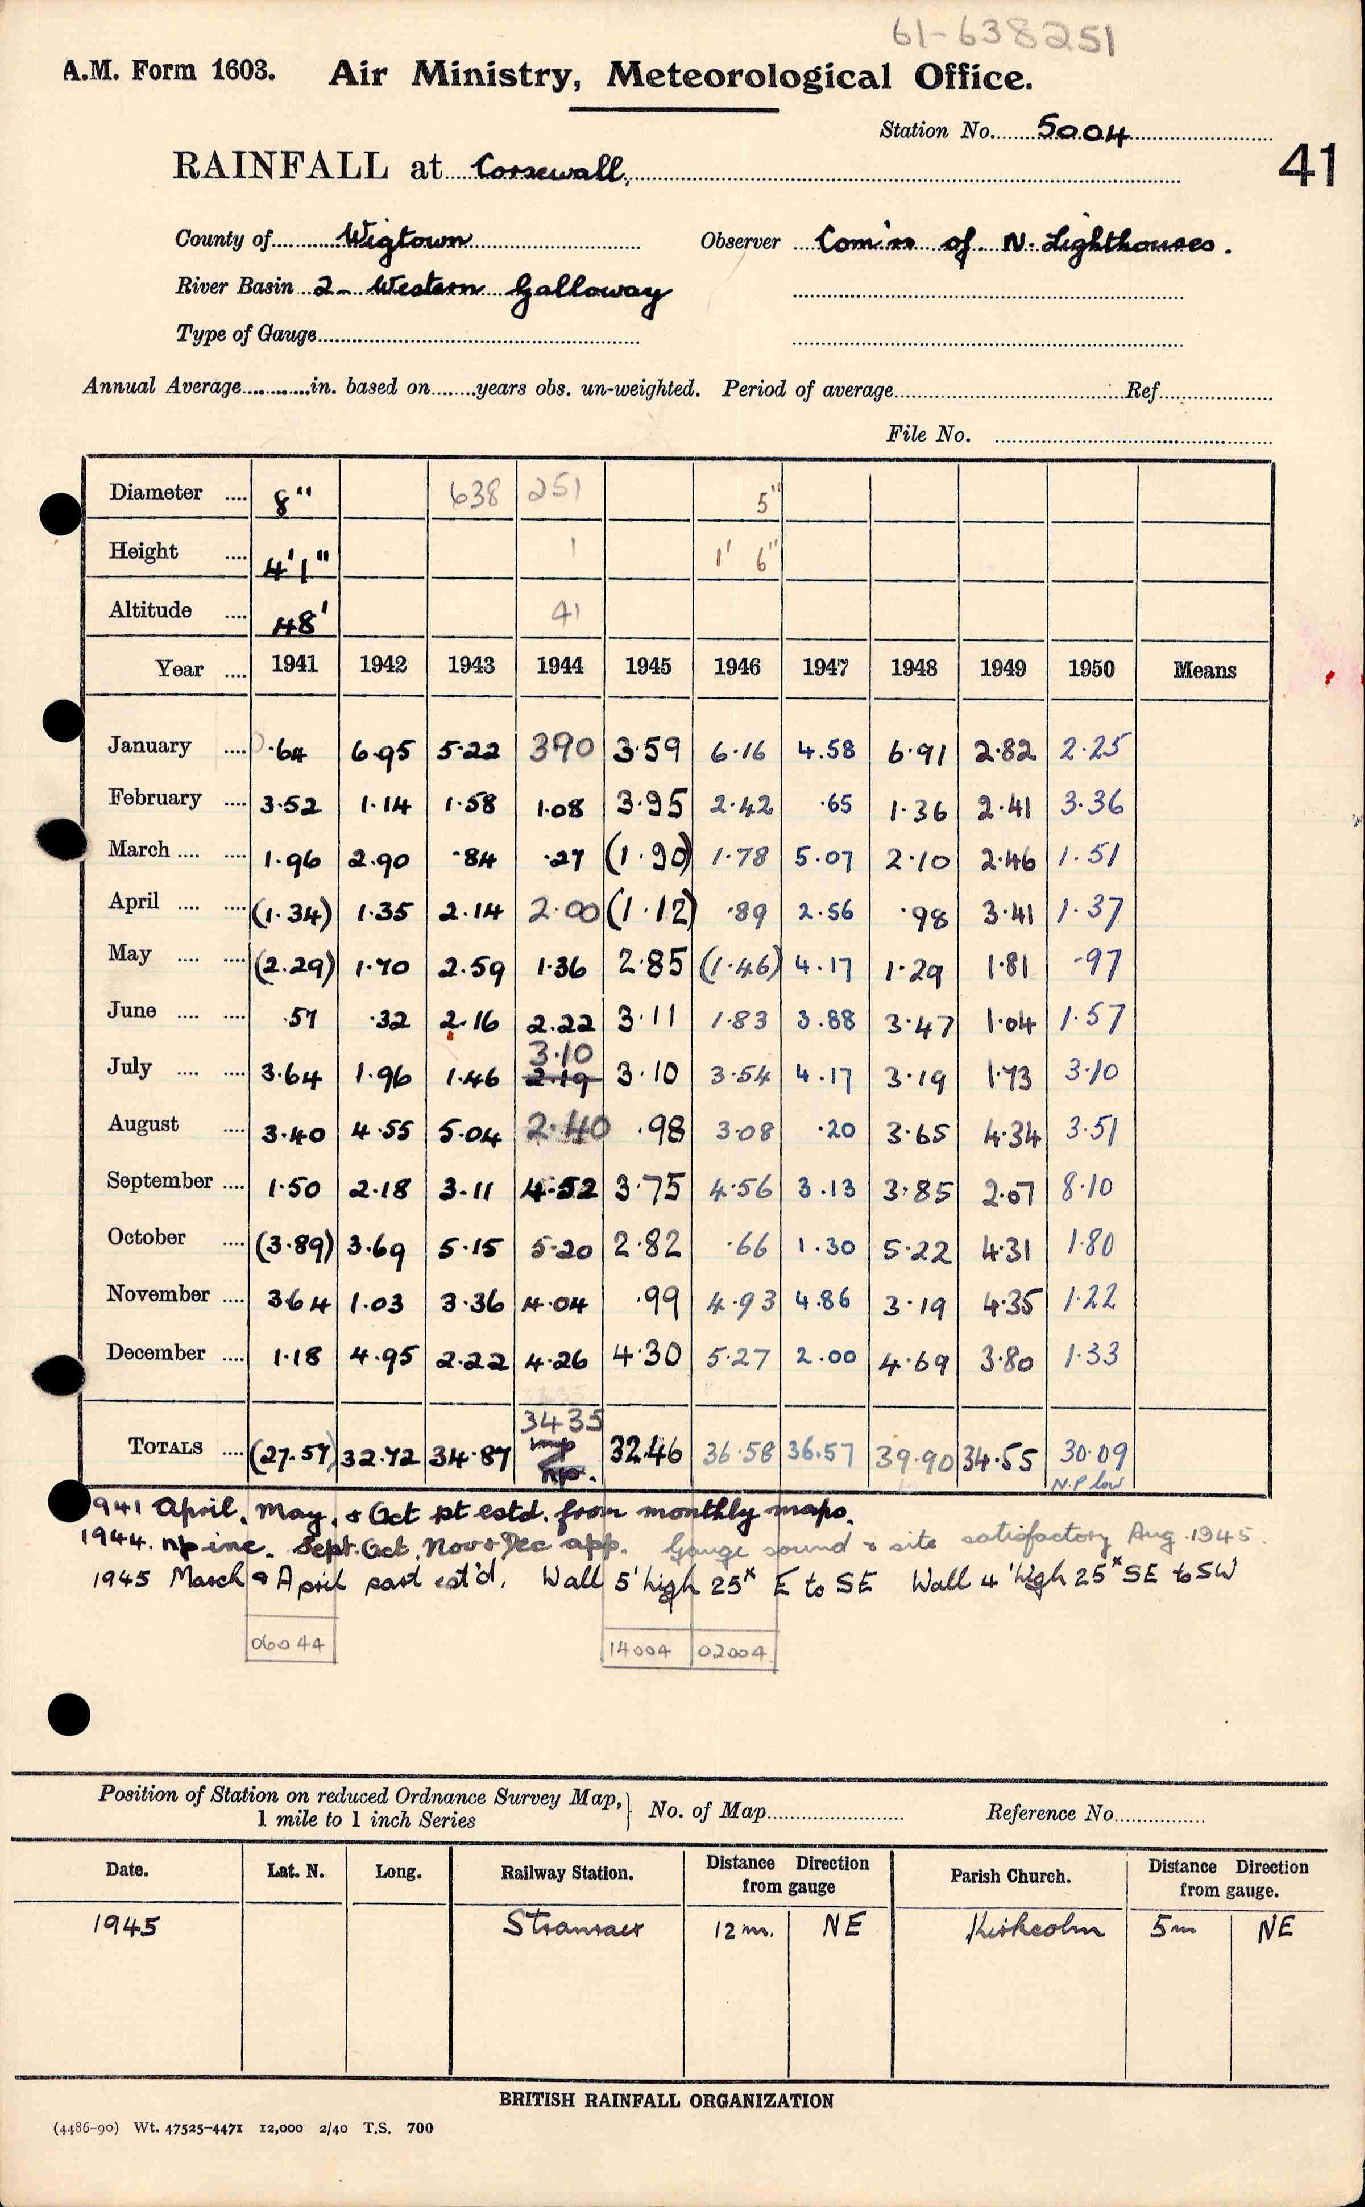 61-638251
A.M. Form 1603. Air Ministry, Meteorological Office.
Station No. 5004
41
RAINFALL at Corsewall.
County of Wigtown Observer Com'rs of N. Lighthouses.
River Basin 2- Western Galloway
Type of Gauge
Annual Average in. based on years obs. un-weighted. Period of average Ref
File No.
Diameter 8" 638 251 5"
Height 4'1" 1 1' 6"
Altitude 48' 41
Year 1941 1942 1943 1944 1945 1946 1947 1948 1949 1950 Means
January .64 6.95 5.22 390 3.59 6.16 4.58 6.91 2.82 2.25
February 3.52 1.14 1.58 1.08 3.95 2.42 .65 1.36 2.41 3.36
March 1.96 2.90 .84 .27 (1.90) 1.78 5.07 2.10 2.46 1.51
April (1.34) 1.35 2.14 2.00 (1.12) .89 2.56 .98 3.41 1.37
May (2.29) 1.70 2.59 1.36 2.85 (1.46) 4.17 1.29 1.81 .97
June .57 .32 2.16 2.22 3.11 1.83 3.88 3.47 1.04 1.57
3.10
July 3.64 1.96 1.46 2.19 3.10 3.54 4.17 3.19 1.73 3.10
August 3.40 4.55 5.04 2.40 .98 3.08 .20 3.65 4.34 3.51
September 1.50 2.18 3.11 4.52 3.75 4.56 3.13 3.85 2.07 8.10
October (3.89) 3.69 5.15 5.20 2.82 .66 1.30 5.22 4.31 1.80
November 3.64 1.03 3.36 4.04 .99 4.93 4.86 3.19 4.35 1.22
December 1.18 4.95 2.22 4.26 4.30 5.27 2.00 4.69 3.80 1.33
3435
TOTALS (27.57) 32.72 34.87 32.46 36.58 36.57 39.90 34.55 30.09
np. N.P low
1941 April, May, & Oct pt estd. from monthly maps.
1944. np inc. Sept. Oct, Nov & Dec app. Gauge sound & site satisfactory Aug. 1945.
1945 March & April part est'd. Wall 5' high 25ˣ E to SE Wall 4' high 25ˣ SE to SW
06044 14004 02004
Position of Station on reduced Ordnance Survey Map, No. of Map Reference No.
1 mile to 1 inch Series
Date. Lat. N. Long. Railway Station. Distance Direction from gauge Parish Church. Distance Direction from gauge.
1945 Stranraer 12 m. NE Kirkcolm 5m NE
BRITISH RAINFALL ORGANIZATION
(4486-90) Wt. 47525-4471 12,000 2/40 T.S. 700